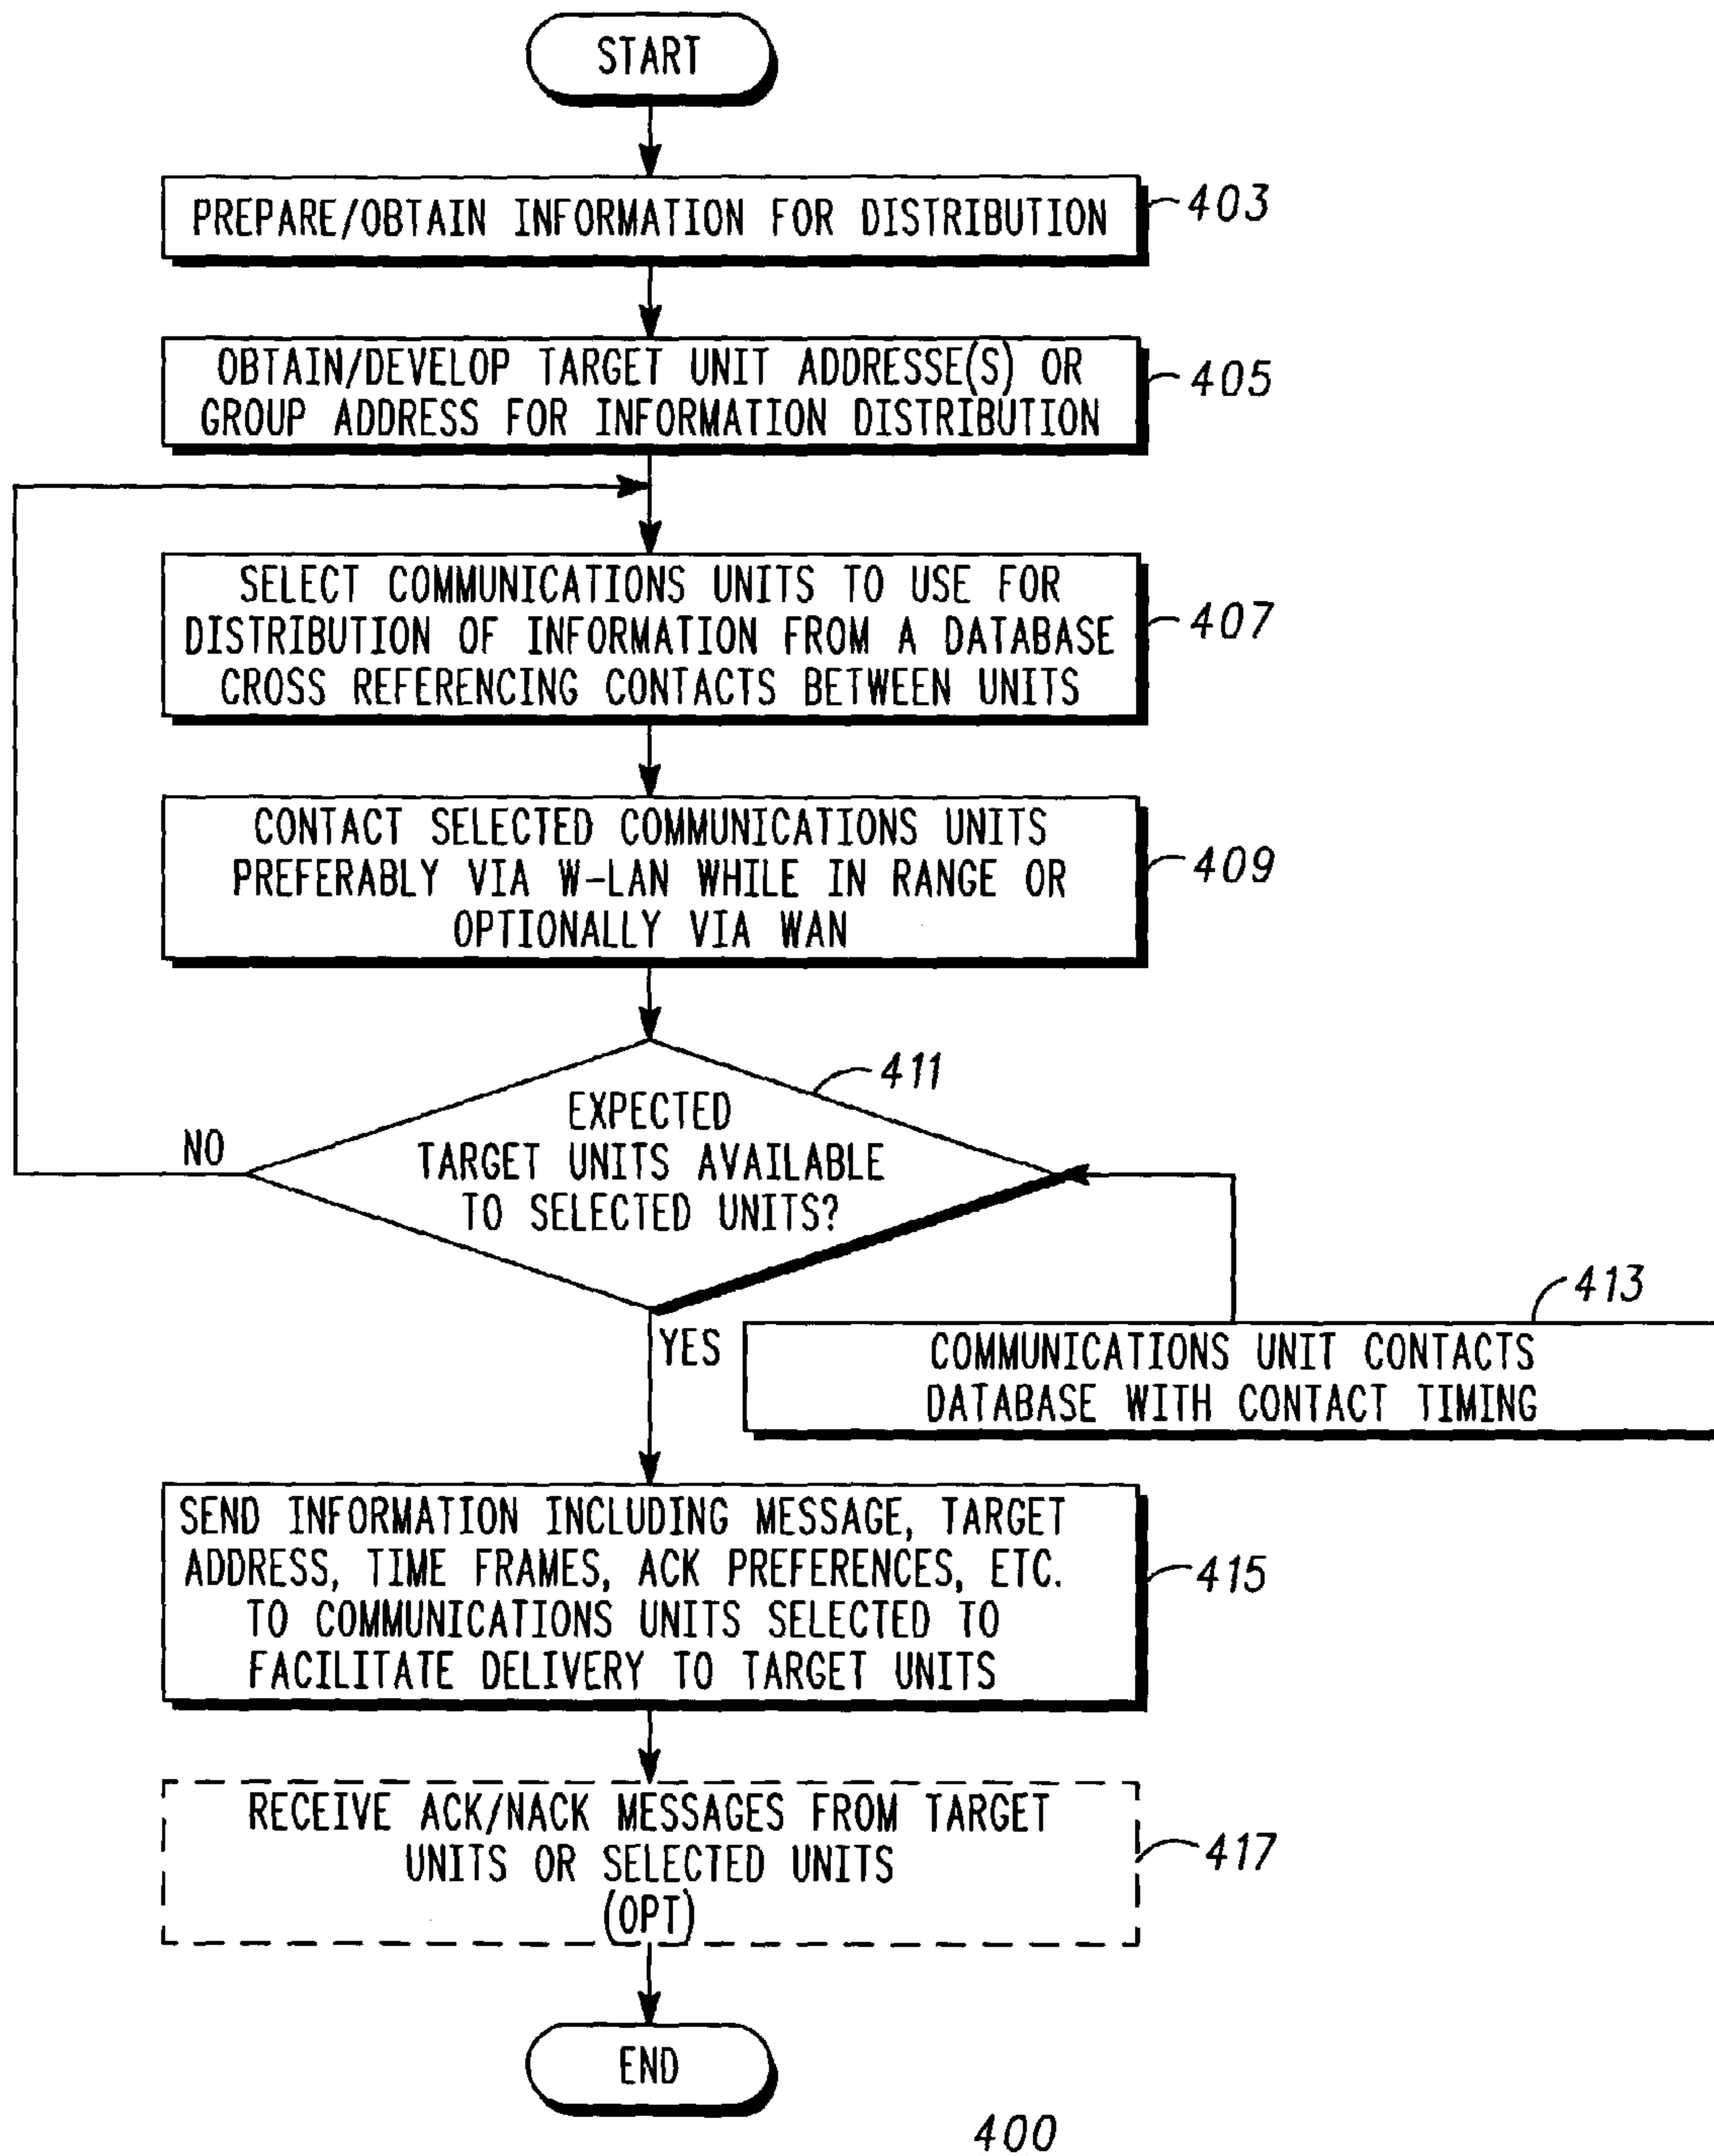 START
PREPARE/OBTAIN INFORMATION FOR DISTRIBUTION
403
OBTAIN/DEVELOP TARGET UNIT ADDRESSE(S) OR
GROUP ADDRESS FOR INFORMATION DISTRIBUTION
405
SELECT COMMUNICATIONS UNITS TO USE FOR
DISTRIBUTION OF INFORMATION FROM A DATABASE
CROSS REFERENCING CONTACTS BETWEEN UNITS
407
CONTACT SELECTED COMMUNICATIONS UNITS
PREFERABLY VIA W-LAN WHILE IN RANGE OR
OPTIONALLY VIA WAN
409
411
EXPECTED
TARGET UNITS AVAILABLE
TO SELECTED UNITS?
NO
YES
413
COMMUNICATIONS UNIT CONTACTS
DATABASE WITH CONTACT TIMING
SEND INFORMATION INCLUDING MESSAGE, TARGET
ADDRESS, TIME FRAMES, ACK PREFERENCES, ETC.
TO COMMUNICATIONS UNITS SELECTED TO
FACILITATE DELIVERY TO TARGET UNITS
415
RECEIVE ACK/NACK MESSAGES FROM TARGET
UNITS OR SELECTED UNITS
(OPT)
417
END
400